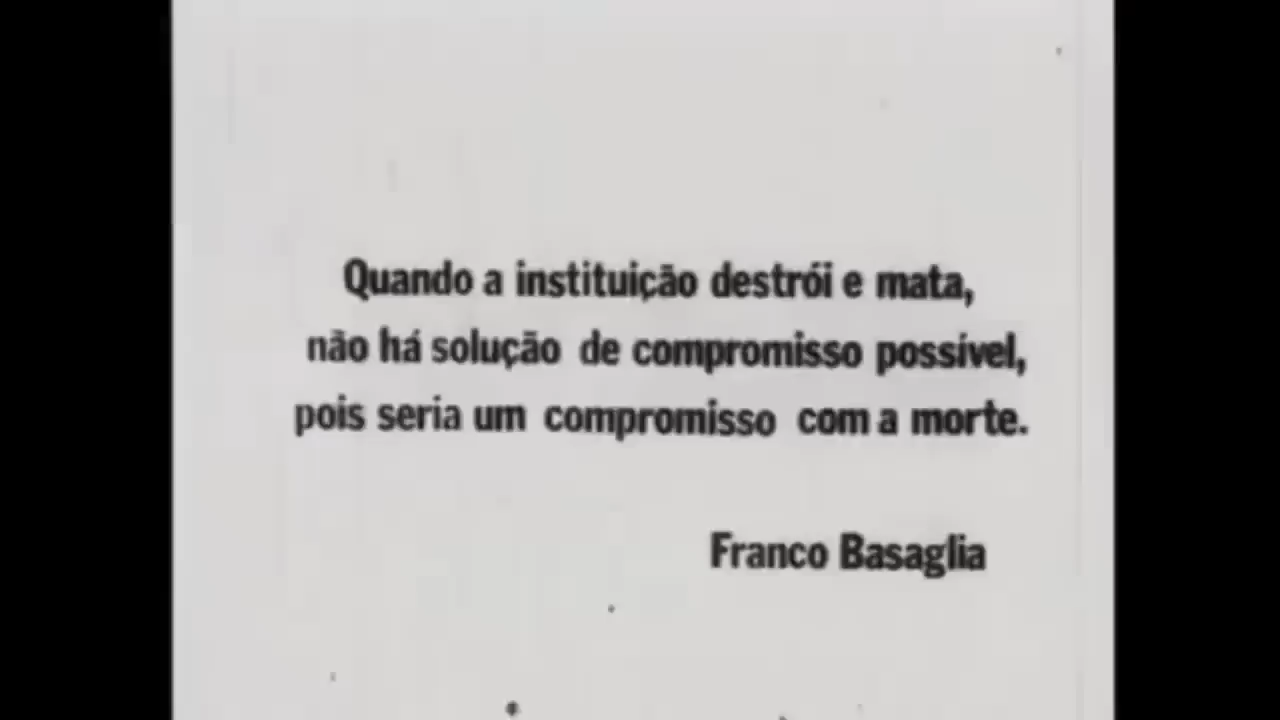 Quando a instituição destrói e mata,
não há solução de compromisso possível,
pois seria um compromisso com a morte.
Franco Basaglia